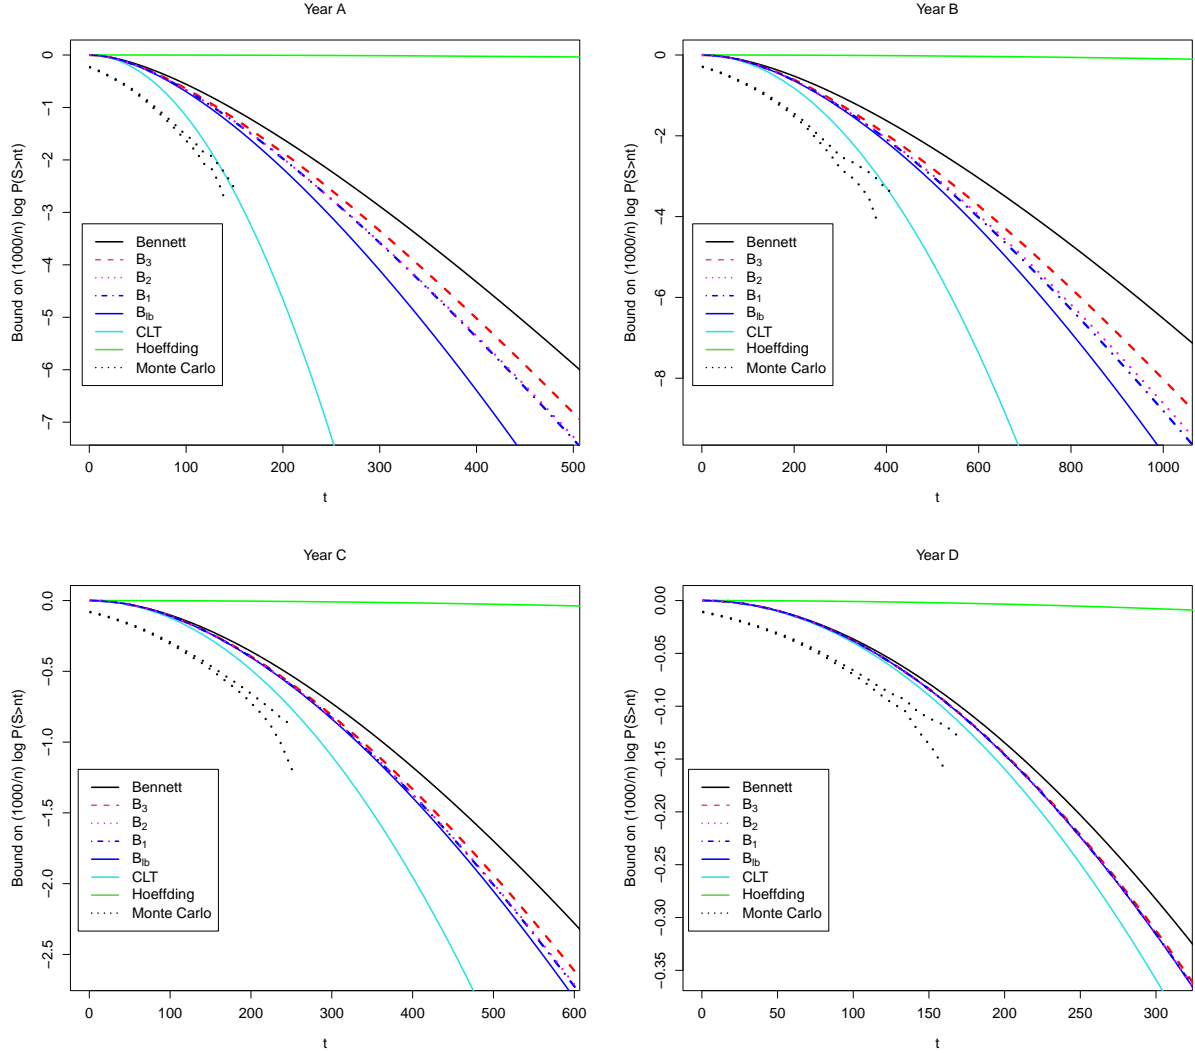 Year A
Bound on (1000/n) log P(S>nt)
0
−1
−2
−3
−4
−5
−6
−7
Bennett
B3
B2
B1
Blb
CLT
Hoeffding
Monte Carlo
0 100 200 300 400 500
t
Year B
Bound on (1000/n) log P(S>nt)
0
−2
−4
−6
−8
Bennett
B3
B2
B1
Blb
CLT
Hoeffding
Monte Carlo
0 200 400 600 800 1000
t
Year C
Bound on (1000/n) log P(S>nt)
0.0
−0.5
−1.0
−1.5
−2.0
−2.5
Bennett
B3
B2
B1
Blb
CLT
Hoeffding
Monte Carlo
0 100 200 300 400 500 600
t
Year D
Bound on (1000/n) log P(S>nt)
0.00
−0.05
−0.10
−0.15
−0.20
−0.25
−0.30
−0.35
Bennett
B3
B2
B1
Blb
CLT
Hoeffding
Monte Carlo
0 50 100 150 200 250 300
t